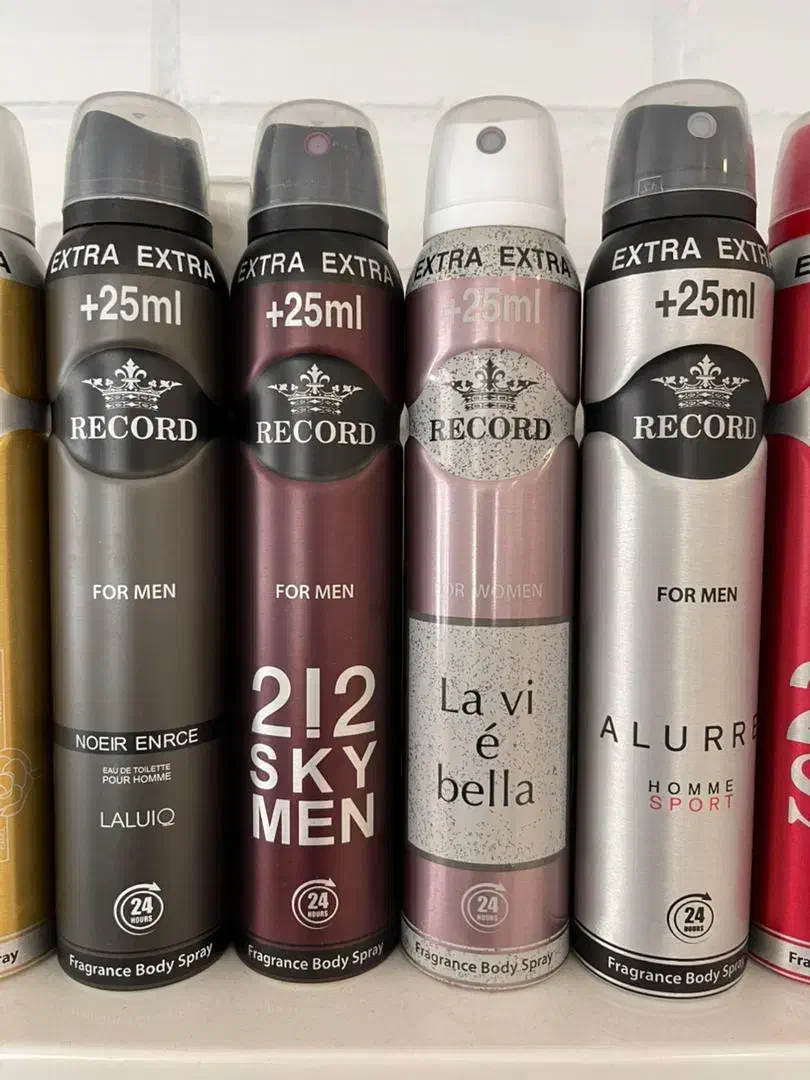 EXTRA EXTRA
+25ml
RECORD
FOR MEN
NOEIR ENRCE
EAU DE TOILETTE
POUR HOMME
LALUIQ
24
HOURS
Fragrance Body Spray
EXTRA EXTRA
+25ml
RECORD
FOR MEN
2!2
SKY
MEN
24
HOURS
Fragrance Body Spray
EXTRA EXTRA
+25ml
RECORD
FOR WOMEN
La vi
é
bella
24
HOURS
Fragrance Body Spray
EXTRA EXTR
+25ml
RECORD
FOR MEN
ALURRE
HOMME
SPORT
24
HOURS
Fragrance Body Spray